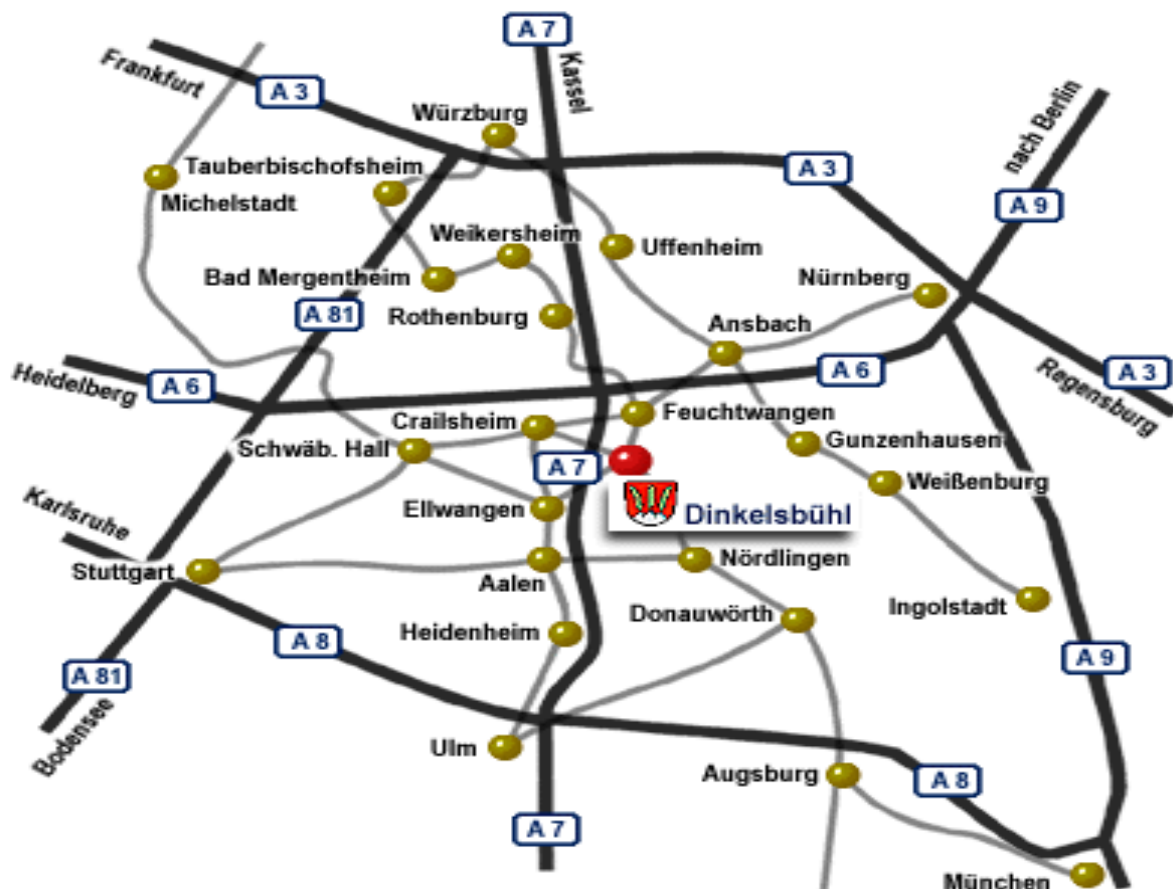 A 7
Kassel
Frankfurt
A 3
Würzburg
nach Berlin
Tauberbischofsheim
A 3
Michelstadt
A 9
Weikersheim
Uffenheim
Bad Mergentheim
Nürnberg
A 81
Rothenburg
Ansbach
Heidelberg
A 6
A 6
A 3
Regensburg
Crailsheim
Feuchtwangen
Schwäb. Hall
Gunzenhausen
A 7
Weißenburg
Karlsruhe
Ellwangen
Dinkelsbühl
Stuttgart
Aalen
Nördlingen
Ingolstadt
Donauwörth
Heidenheim
A 8
A 9
A 81
Bodensee
Ulm
Augsburg
A 8
A 7
München